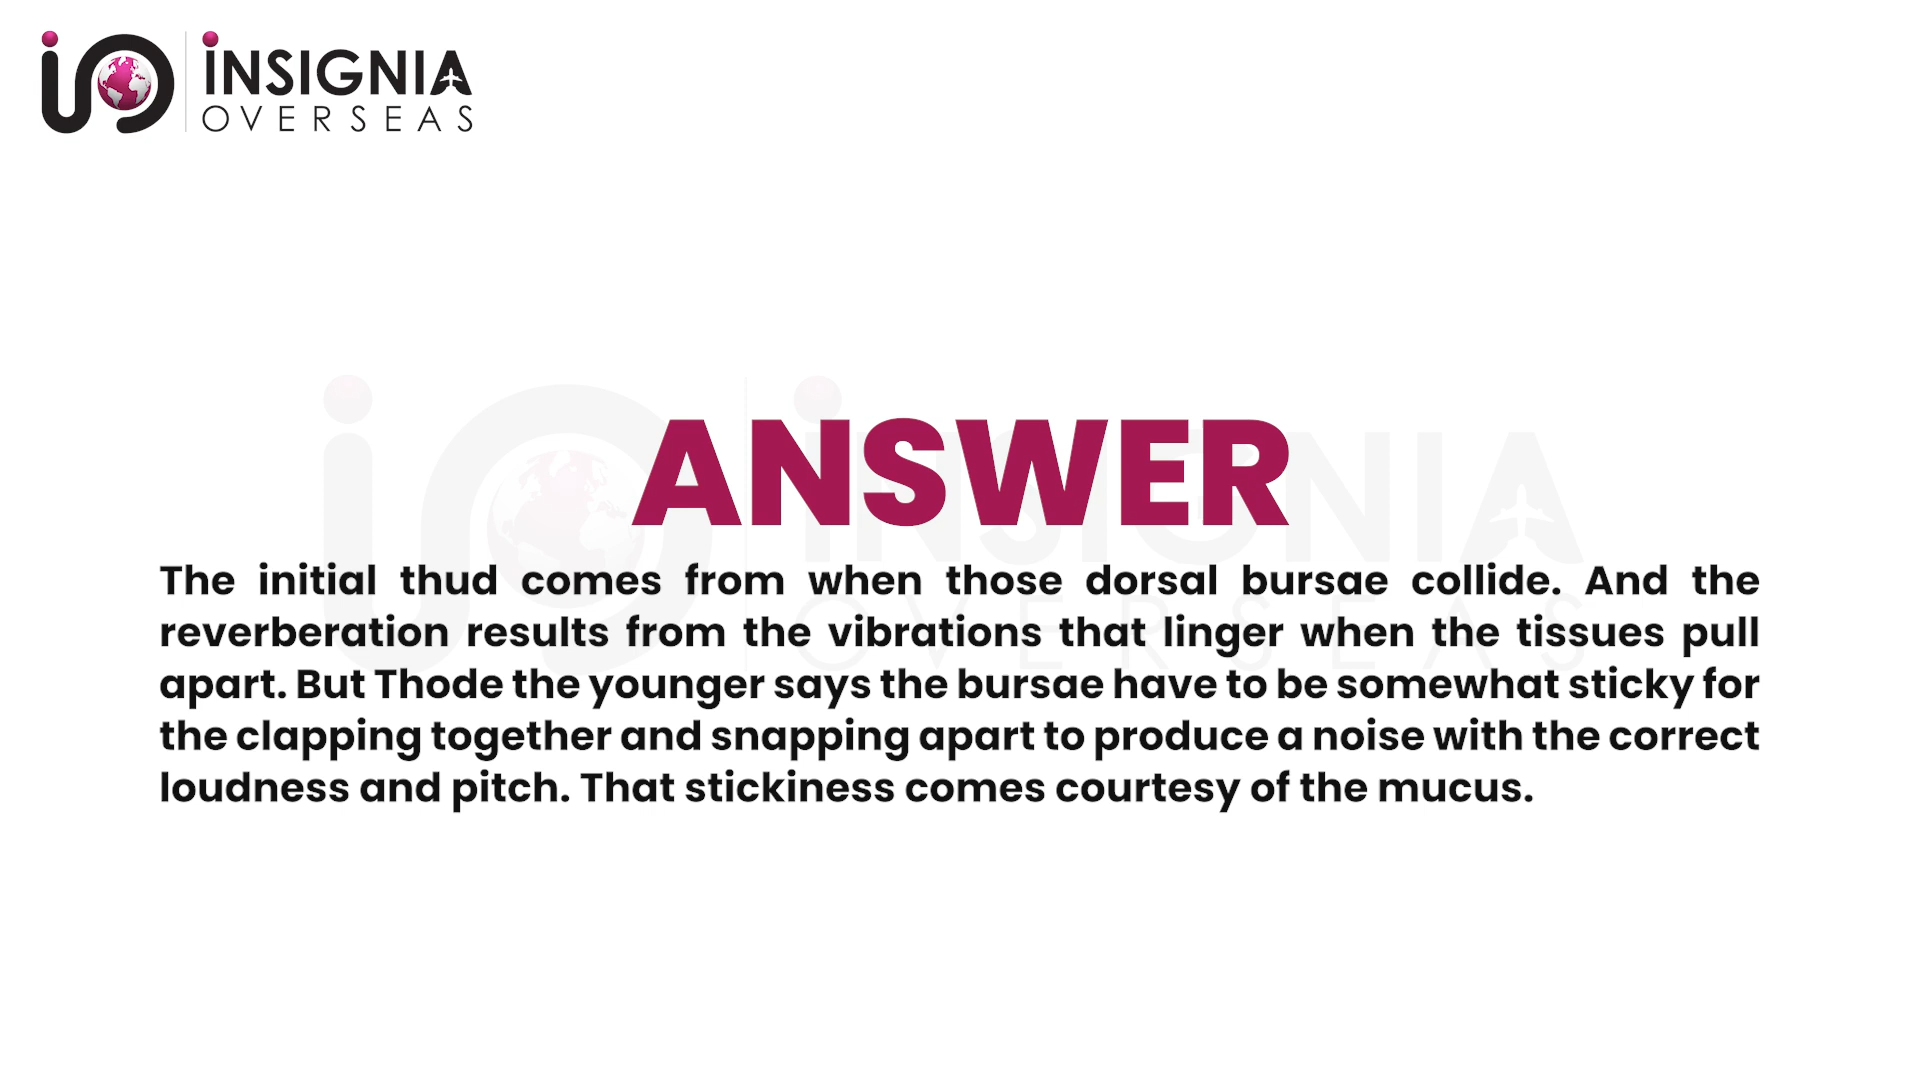 INSIGNIA
OVERSEAS
ANSWER
The initial thud comes from when those dorsal bursae collide. And the
reverberation results from the vibrations that linger when the tissues pull
apart. But Thode the younger says the bursae have to be somewhat sticky for
the clapping together and snapping apart to produce a noise with the correct
loudness and pitch. That stickiness comes courtesy of the mucus.
INSIGNIA
OVERSEAS